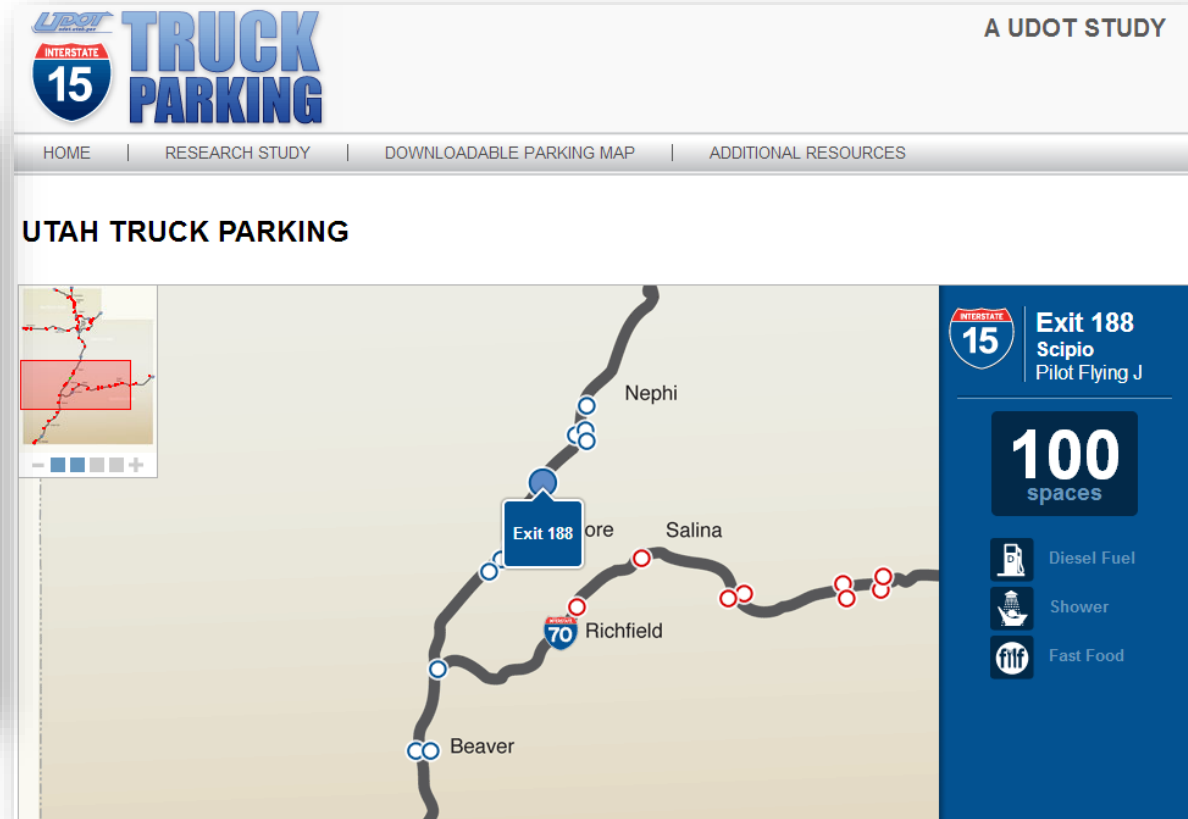 UDOT
INTERSTATE
15
TRUCK
PARKING
A UDOT STUDY
HOME | RESEARCH STUDY | DOWNLOADABLE PARKING MAP | ADDITIONAL RESOURCES
UTAH TRUCK PARKING
Nephi
Exit 188
ore
Salina
INTERSTATE
70
Richfield
Beaver
INTERSTATE
15
Exit 188
Scipio
Pilot Flying J
100
spaces
D
Diesel Fuel
Shower
Fast Food